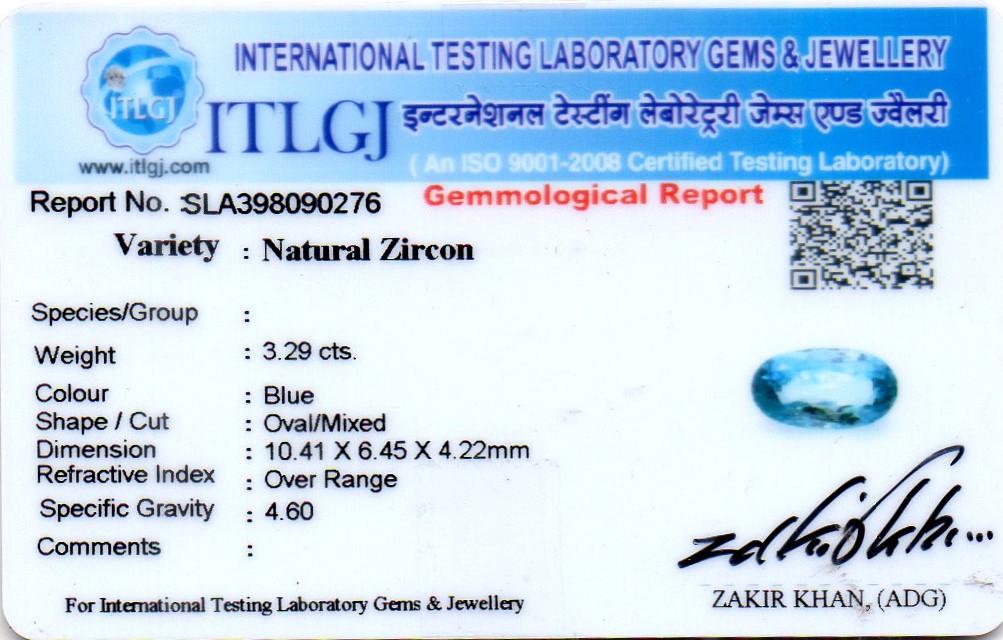 INTERNATIONAL TESTING LABORATORY GEMS & JEWELLERY
ITLGJ
ITLGJ
इन्टरनेशनल टेस्टींग लेबोरेट्ररी जेम्स एण्ड ज्वैलरी
www.itlgj.com
( An ISO 9001-2008 Certified Testing Laboratory)
Report No. :SLA398090276
Gemmological Report
Variety : Natural Zircon
Species/Group :
Weight : 3.29 cts.
Colour : Blue
Shape / Cut : Oval/Mixed
Dimension : 10.41 X 6.45 X 4.22mm
Refractive Index : Over Range
Specific Gravity : 4.60
Comments :
For International Testing Laboratory Gems & Jewellery
ZAKIR KHAN, (ADG)